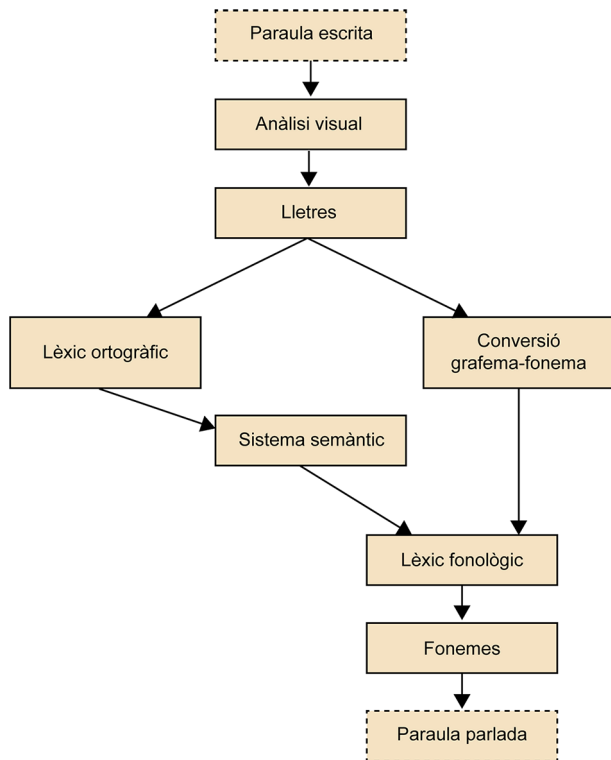 Paraula escrita
Anàlisi visual
Lletres
Lèxic ortogràfic
Conversió
grafema-fonema
Sistema semàntic
Lèxic fonològic
Fonemes
Paraula parlada